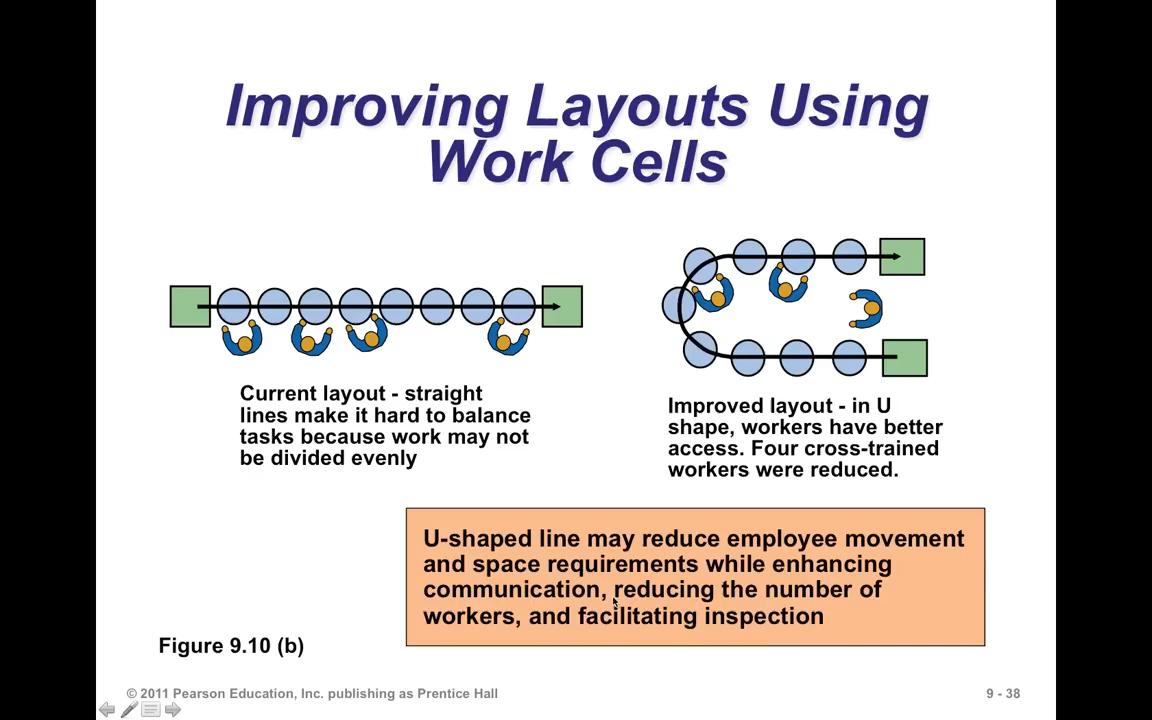 Improving Layouts Using
Work Cells
Current layout - straight
lines make it hard to balance
tasks because work may not
be divided evenly
Improved layout - in U
shape, workers have better
access. Four cross-trained
workers were reduced.
U-shaped line may reduce employee movement
and space requirements while enhancing
communication, reducing the number of
workers, and facilitating inspection
Figure 9.10 (b)
© 2011 Pearson Education, Inc. publishing as Prentice Hall
9 - 38